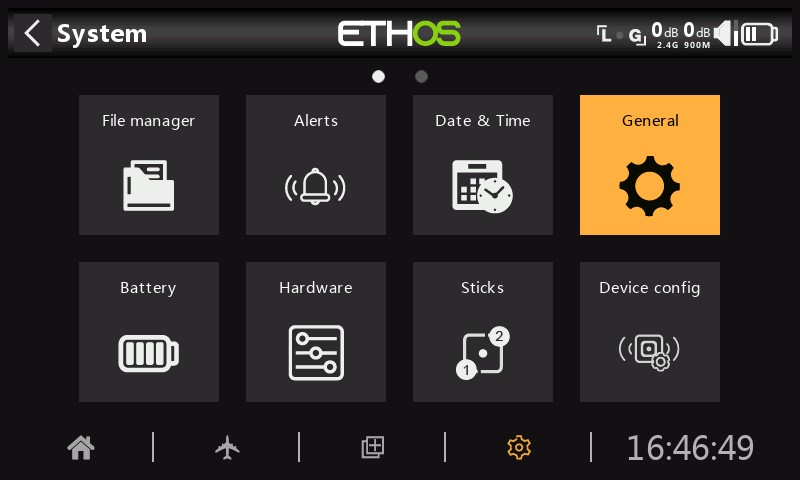 System
ETHOS
L G 0dB 0dB
2.4G 900M
File manager
Alerts
Date & Time
General
Battery
Hardware
Sticks
Device config
2
1
16:46:49